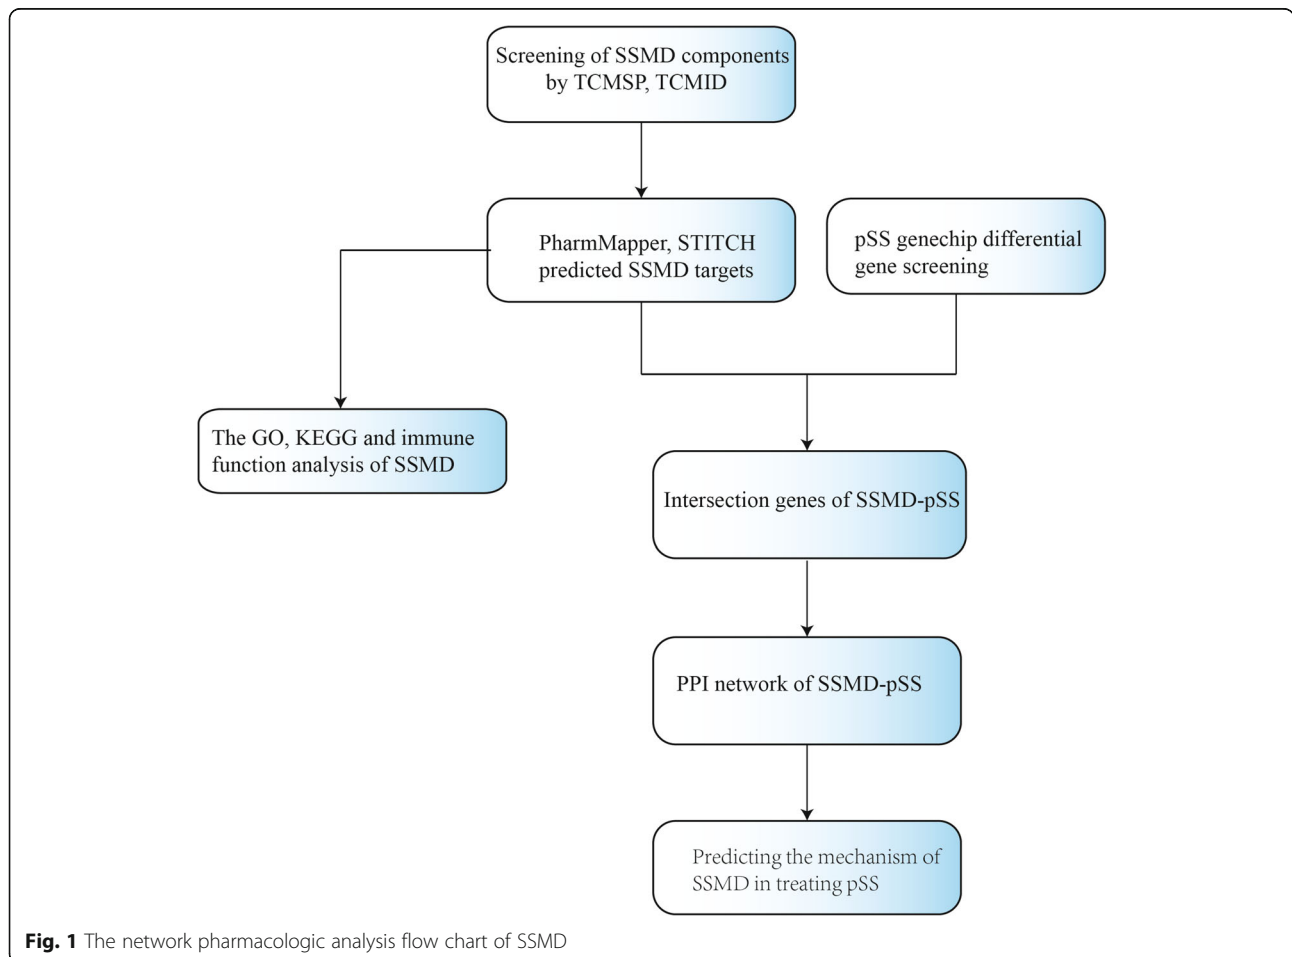 Screening of SSMD components
by TCMSP, TCMID
PharmMapper, STITCH
predicted SSMD targets
pSS genechip differential
gene screening
The GO, KEGG and immune
function analysis of SSMD
Intersection genes of SSMD-pSS
PPI network of SSMD-pSS
Predicting the mechanism of
SSMD in treating pSS
Fig. 1 The network pharmacologic analysis flow chart of SSMD